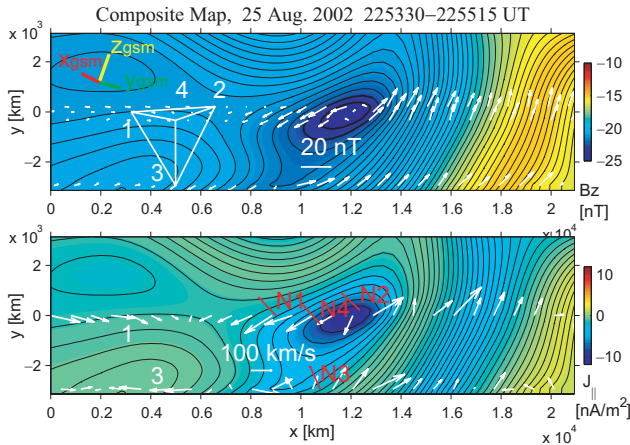 Composite Map, 25 Aug. 2002 225330–225515 UT
x 10³
y [km]
2
0
−2
Xgsm
Zgsm
Ygsm
4 2
1
3
20 nT
−10
−15
−20
−25
Bz
[nT]
0 0.2 0.4 0.6 0.8 1 1.2 1.4 1.6 1.8 2
x 10⁴
x 10³
y [km]
2
0
−2
1
3
N1
N4
N2
N3
100 km/s
10
0
−10
J||
[nA/m²]
0 0.2 0.4 0.6 0.8 1 1.2 1.4 1.6 1.8 2
x [km]
x 10⁴